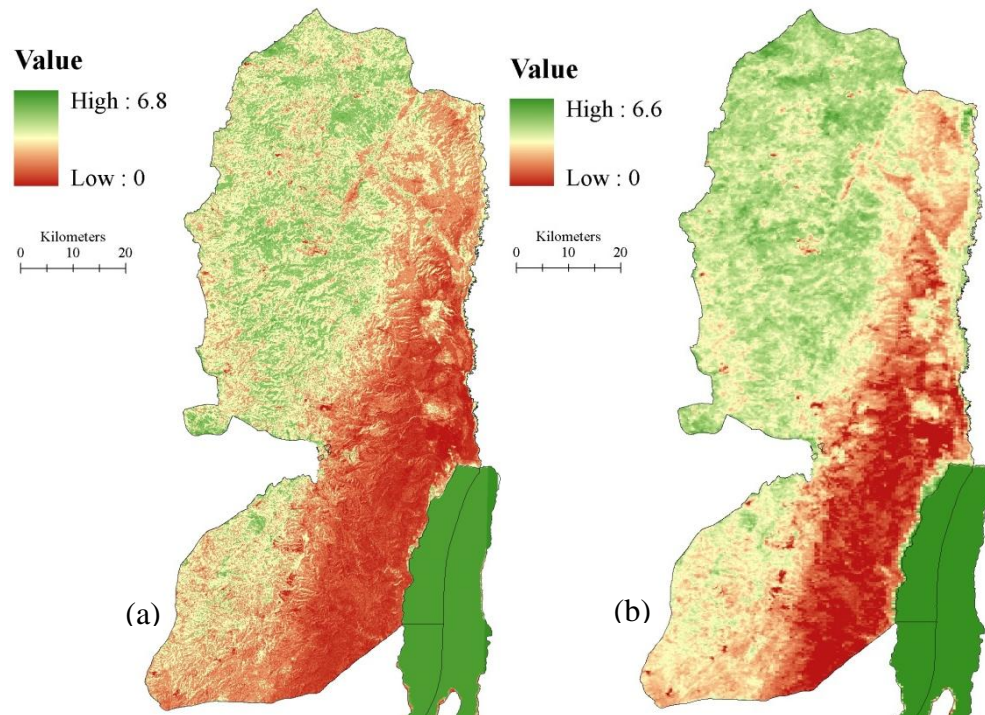 Value
High : 6.8
Low : 0
Kilometers
0 10 20
(a)
Value
High : 6.6
Low : 0
Kilometers
0 10 20
(b)